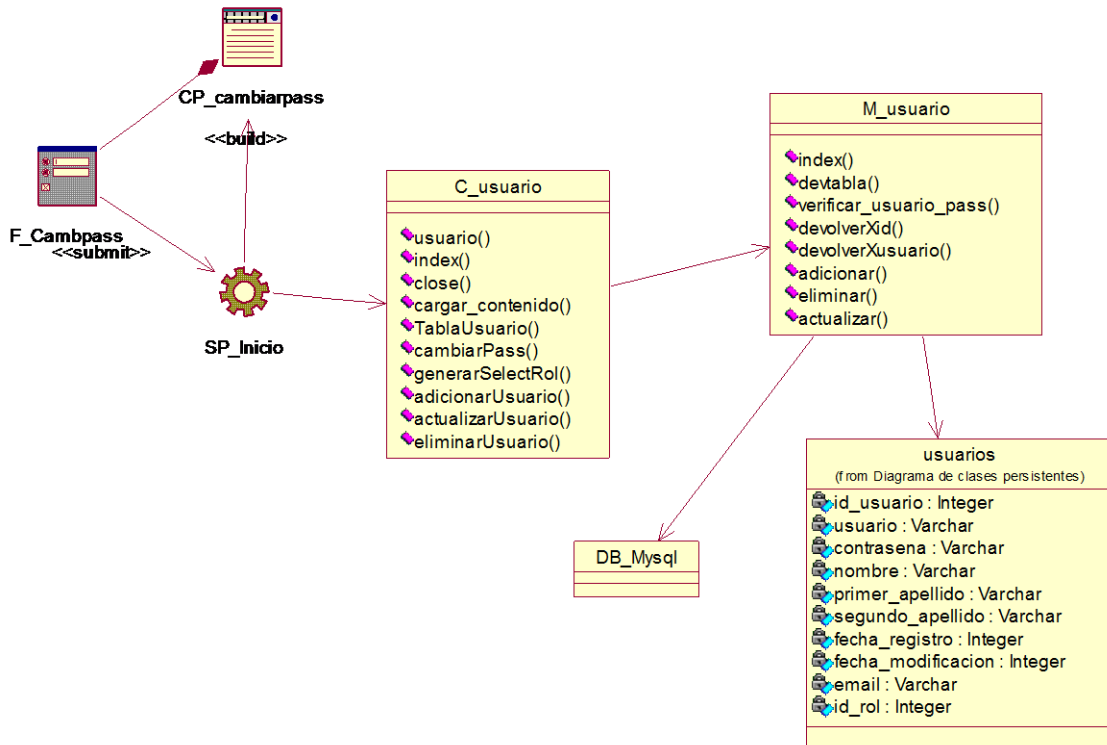 CP_cambiarpass
<<build>>
F_Cambpass
<<submit>>
SP_Inicio
C_usuario
usuario()
index()
close()
cargar_contenido()
TablaUsuario()
cambiarPass()
generarSelectRol()
adicionarUsuario()
actualizarUsuario()
eliminarUsuario()
M_usuario
index()
devtabla()
verificar_usuario_pass()
devolverXid()
devolverXusuario()
adicionar()
eliminar()
actualizar()
DB_Mysql
usuarios
(from Diagrama de clases persistentes)
id_usuario : Integer
usuario : Varchar
contrasena : Varchar
nombre : Varchar
primer_apellido : Varchar
segundo_apellido : Varchar
fecha_registro : Integer
fecha_modificacion : Integer
email : Varchar
id_rol : Integer